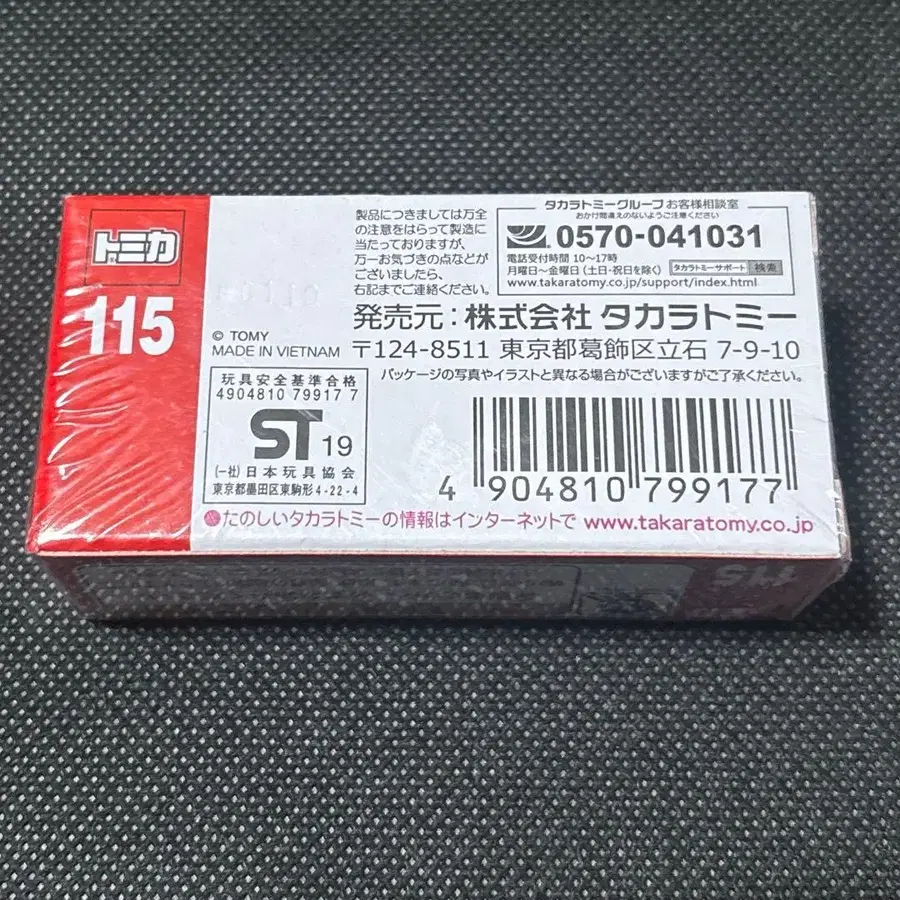 トミカ
115
製品につきましては万全
の注意をはらって製造に
当たっておりますが、
万一お気づきの点などが
ございましたら、
右記までご連絡ください。
タカラトミーグループお客様相談室
おかけ間違えのないようご注意ください
0570-041031
電話受付時間 10〜17時
月曜日〜金曜日(土日・祝日を除く)
タカラトミーサポート 検索
www.takaratomy.co.jp/support/index.html
© TOMY
MADE IN VIETNAM
発売元:株式会社 タカラトミー
〒124-8511 東京都葛飾区立石 7-9-10
パッケージの写真やイラストと異なる場合がございますがご了承ください。
玩具安全基準合格
4904810 79917 7
ST 19
(一社)日本玩具協会
東京都墨田区東駒形4-22-4
4 904810 799177
●たのしいタカラトミーの情報はインターネットで www.takaratomy.co.jp
115